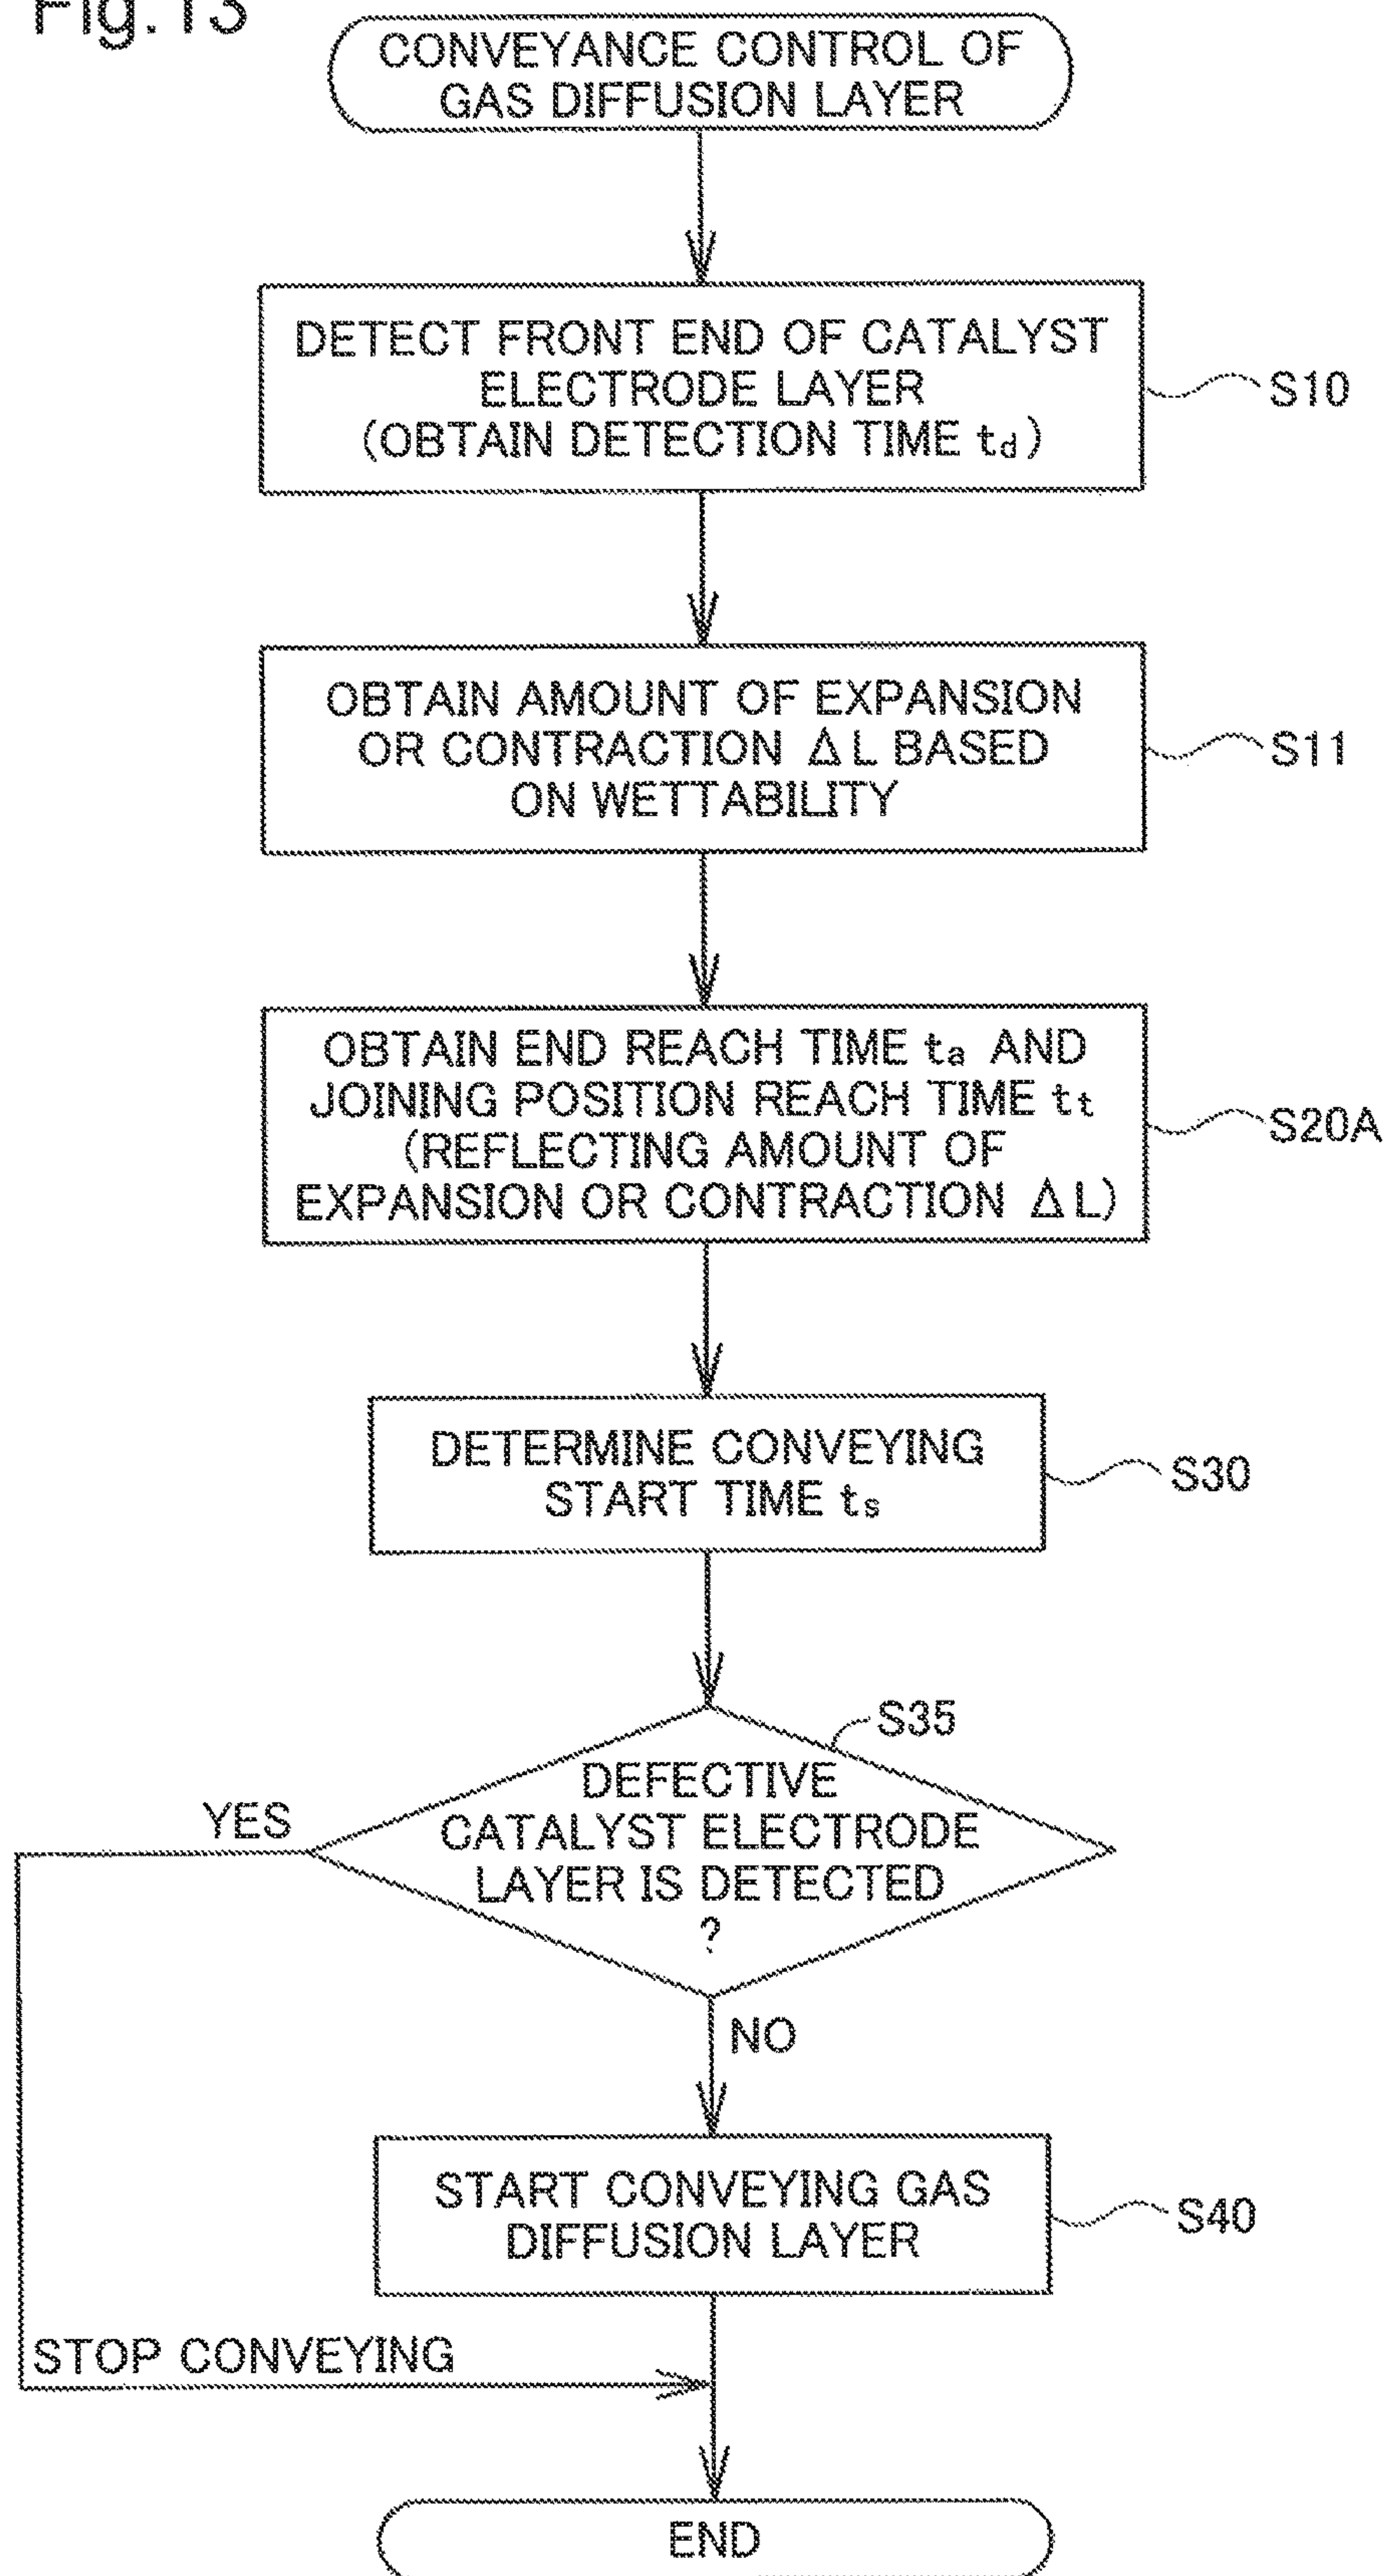 Fig.13
CONVEYANCE CONTROL OF
GAS DIFFUSION LAYER
DETECT FRONT END OF CATALYST
ELECTRODE LAYER
(OBTAIN DETECTION TIME td)
S10
OBTAIN AMOUNT OF EXPANSION
OR CONTRACTION ΔL BASED
ON WETTABILITY
S11
OBTAIN END REACH TIME ta AND
JOINING POSITION REACH TIME tt
(REFLECTING AMOUNT OF
EXPANSION OR CONTRACTION ΔL)
S20A
DETERMINE CONVEYING
START TIME ts
S30
S35
DEFECTIVE
CATALYST ELECTRODE
LAYER IS DETECTED
?
YES
NO
START CONVEYING GAS
DIFFUSION LAYER
S40
STOP CONVEYING
END